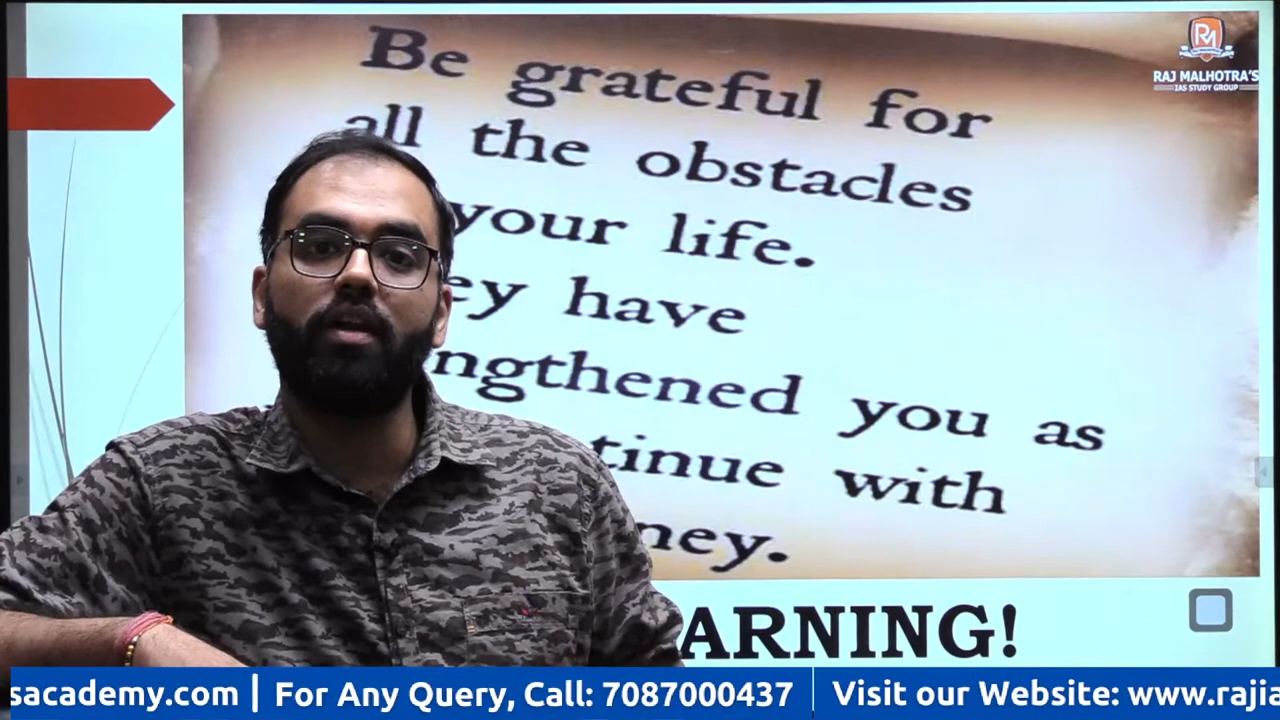 Be grateful for
all the obstacles
your life.
ey have
ngthened you as
tinue with
ney.
ARNING!
RM
RAJ MALHOTRA'S
IAS STUDY GROUP
sacademy.com | For Any Query, Call: 7087000437 | Visit our Website: www.rajia